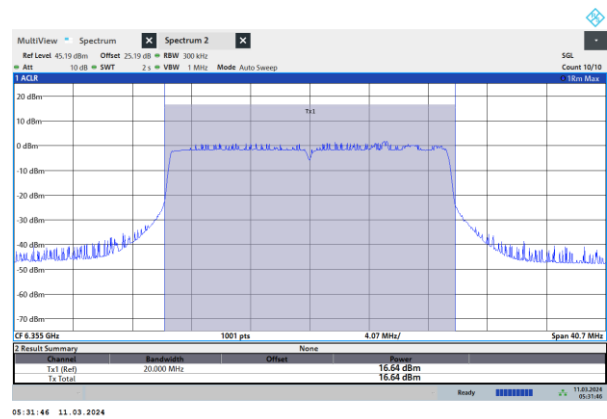 MultiView Spectrum X Spectrum 2 X
Ref Level 45.19 dBm Offset 25.19 dB RBW 300 kHz SGL
Att 10 dB SWT 2 s VBW 1 MHz Mode Auto Sweep Count 10/10
1 ACLR 1Rm Max
20 dBm
Tx1
10 dBm
0 dBm
-10 dBm
-20 dBm
-30 dBm
-40 dBm
-50 dBm
-60 dBm
-70 dBm
CF 6.355 GHz 1001 pts 4.07 MHz/ Span 40.7 MHz
2 Result Summary None
Channel Bandwidth Offset Power
Tx1 (Ref) 20.000 MHz 16.64 dBm
Tx Total 16.64 dBm
Ready 11.03.2024
05:31:46
05:31:46 11.03.2024